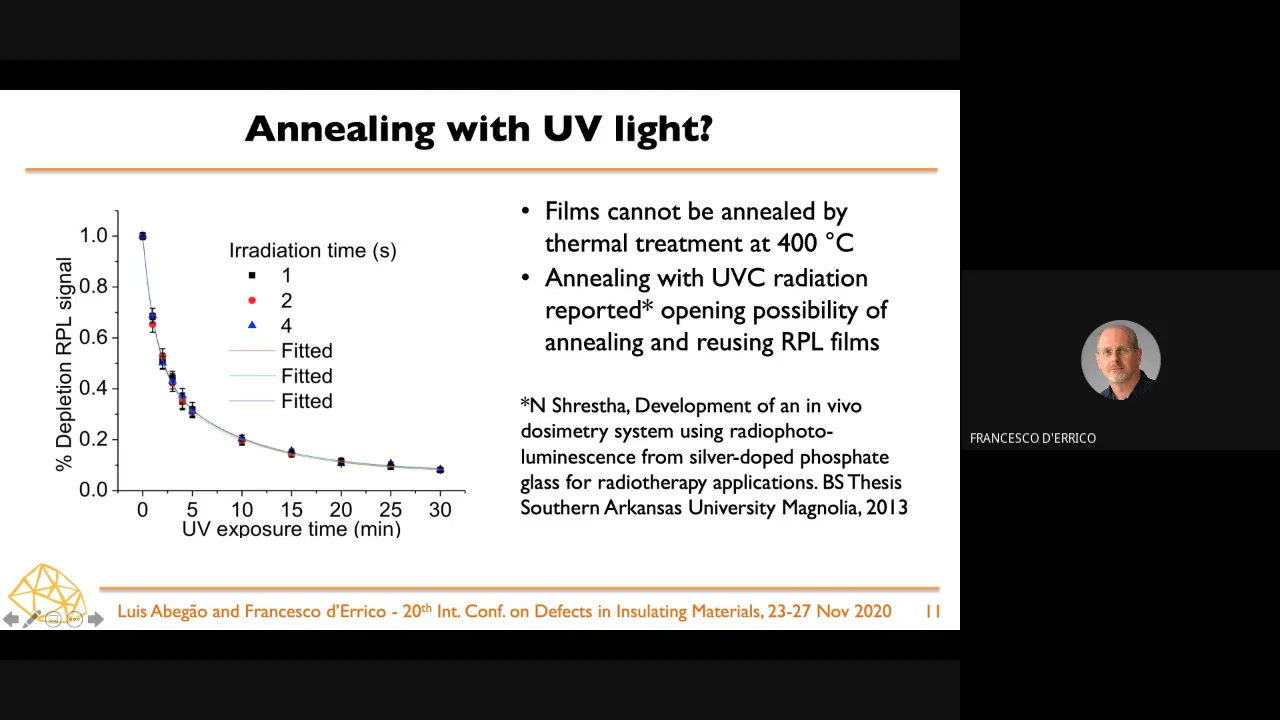 Annealing with UV light?
1.0
0.8
0.6
0.4
0.2
0.0
% Depletion RPL signal
Irradiation time (s)
1
2
4
Fitted
Fitted
Fitted
0 5 10 15 20 25 30
UV exposure time (min)
• Films cannot be annealed by
thermal treatment at 400 °C
• Annealing with UVC radiation
reported* opening possibility of
annealing and reusing RPL films
*N Shrestha, Development of an in vivo
dosimetry system using radiophoto-
luminescence from silver-doped phosphate
glass for radiotherapy applications. BS Thesis
Southern Arkansas University Magnolia, 2013
Luis Abegão and Francesco d'Errico - 20th Int. Conf. on Defects in Insulating Materials, 23-27 Nov 2020 11
FRANCESCO D'ERRICO